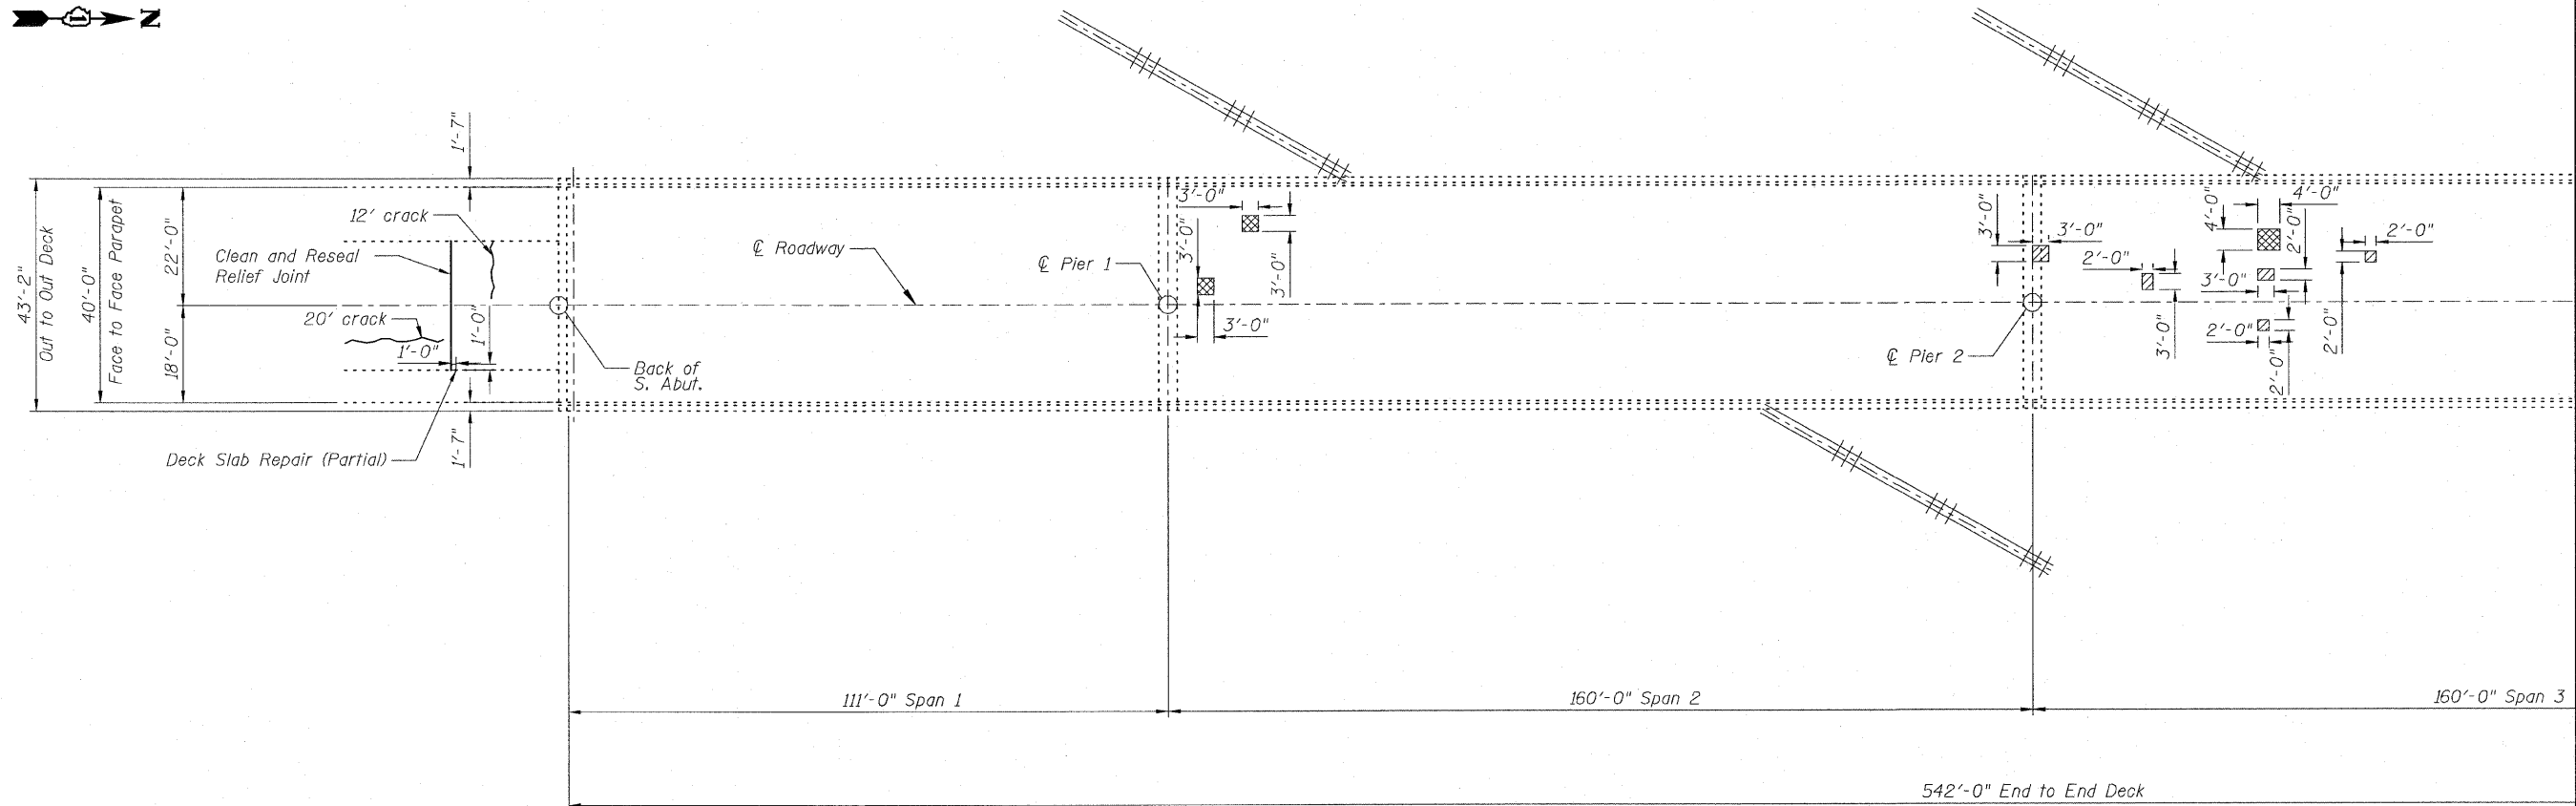 1
N
1'-7"
43'-2"
Out to Out Deck
40'-0"
Face to Face Parapet
22'-0"
18'-0"
12' crack
Clean and Reseal
Relief Joint
20' crack
1'-0"
1'-0"
Deck Slab Repair (Partial)
1'-7"
Back of
S. Abut.
℄ Roadway
℄ Pier 1
3'-0"
3'-0"
3'-0"
3'-0"
℄ Pier 2
3'-0"
3'-0"
2'-0"
3'-0"
4'-0"
4'-0"
2'-0"
3'-0"
2'-0"
2'-0"
2'-0"
2'-0"
111'-0" Span 1
160'-0" Span 2
160'-0" Span 3
542'-0" End to End Deck